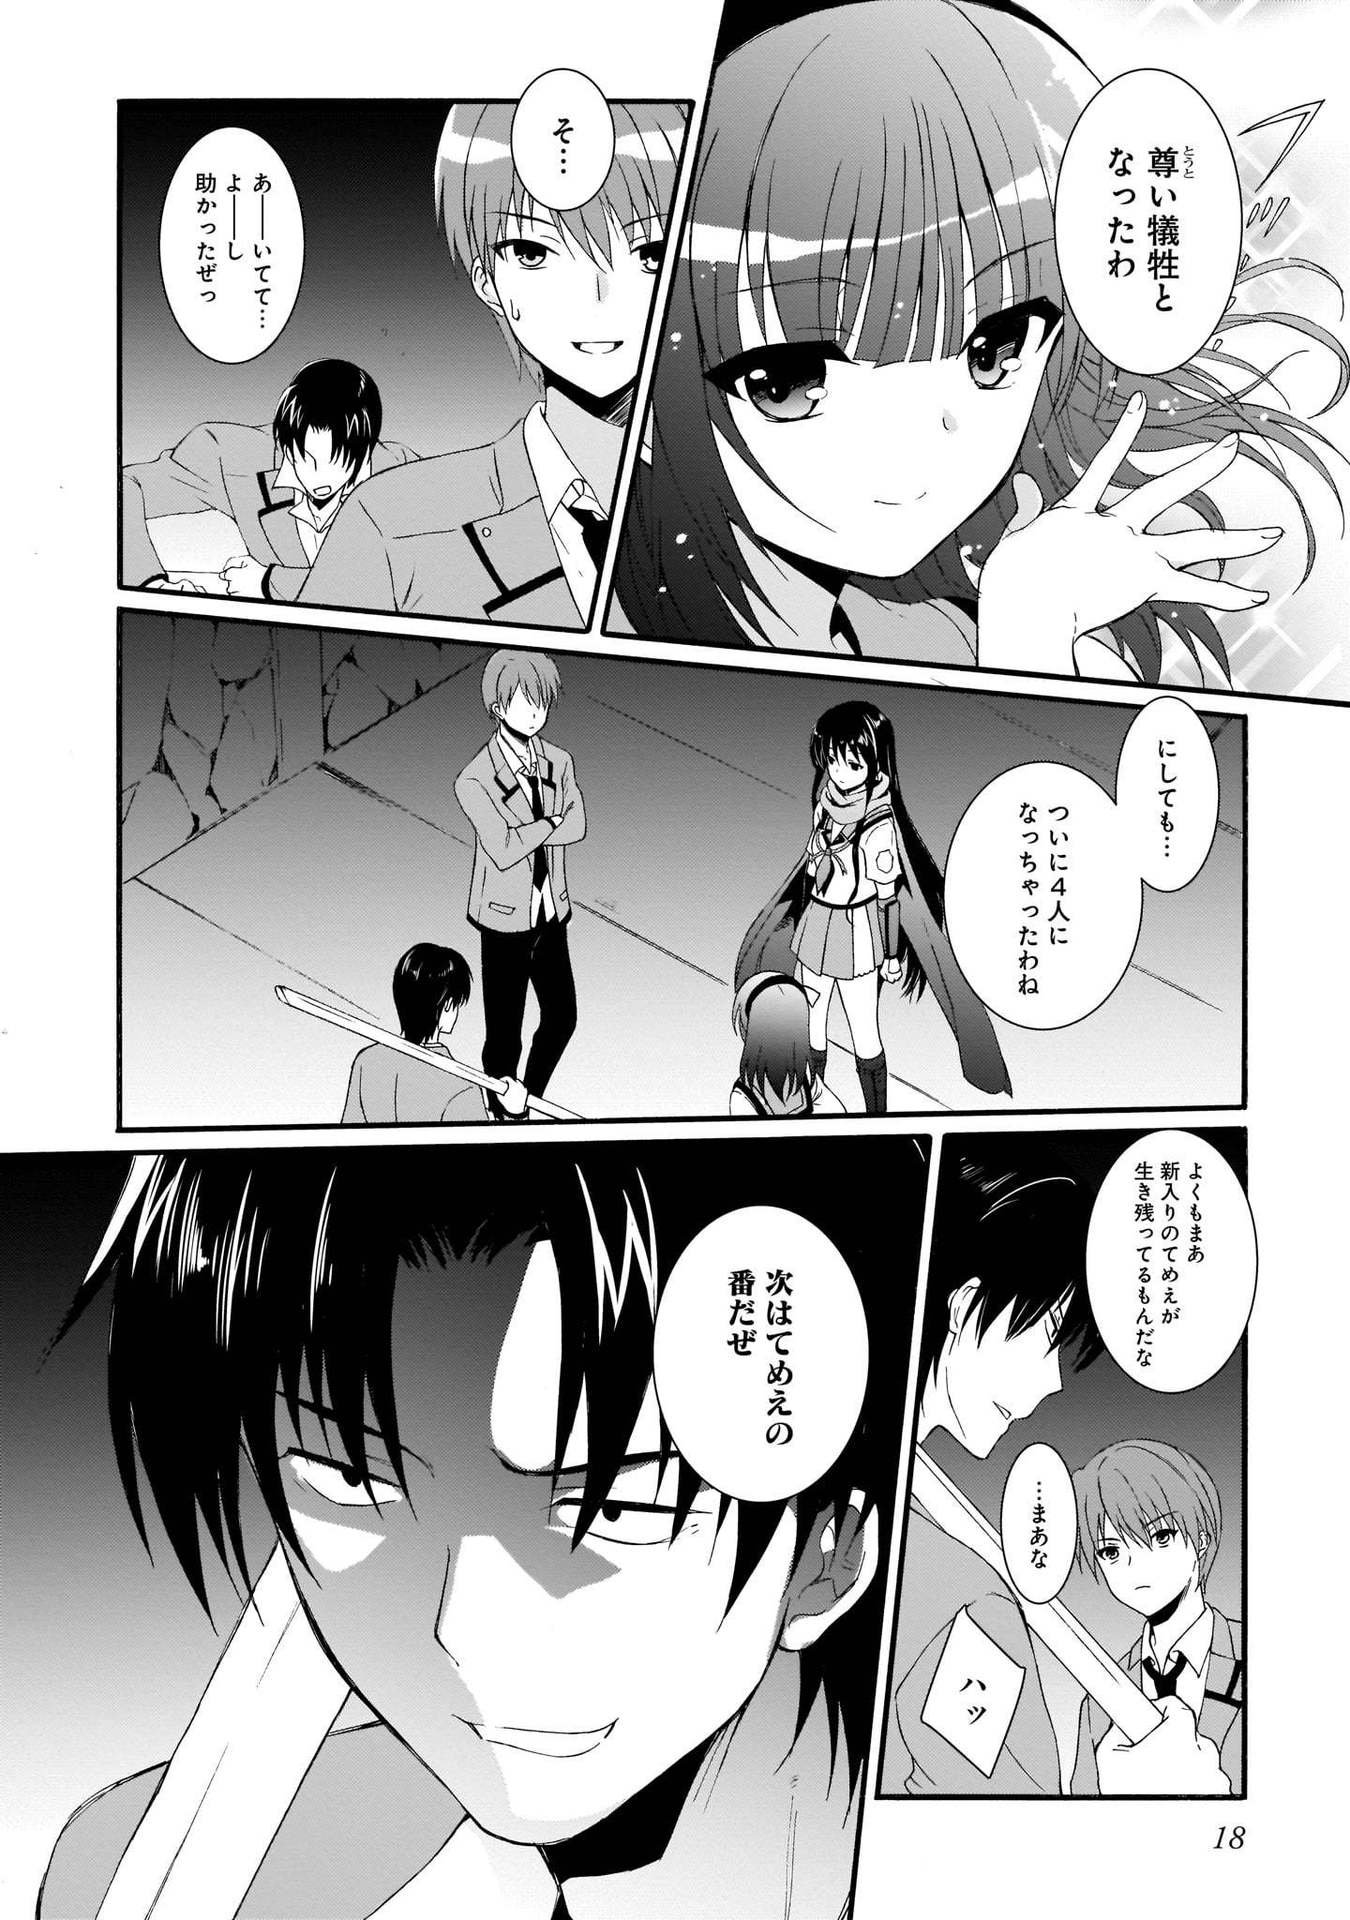 尊い犠牲と
とうと
なったわ
そ…
あ――いてて…
よ――し
助かったぜっ
にしても…
ついに4人に
なっちゃったわね
よくもまあ
新入りのてめえが
生き残ってるもんだな
…まあな
ハッ
次はてめえの
番だぜ
18